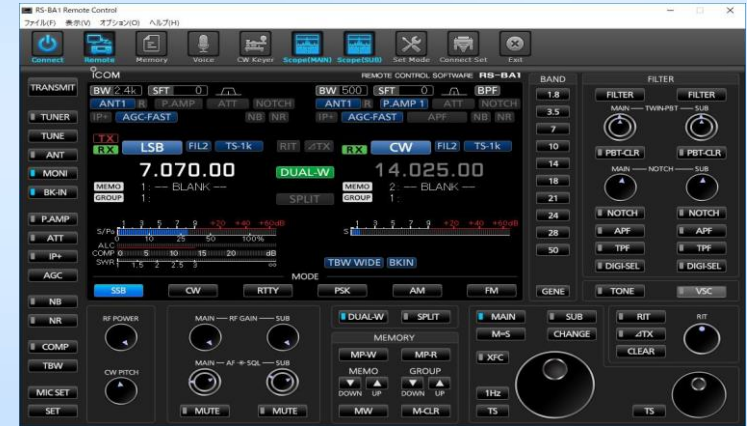 RS-BA1 Remote Control
ファイル(F) 表示(V) オプション(O) ヘルプ(H)
Connect Remote Memory Voice CW Keyer Scope(MAIN) Scope(SUB) Set Mode Connect Set Exit
ICOM REMOTE CONTROL SOFTWARE RS-BA1
BW 2.4k SFT 0 BW 500 SFT 0 BPF
ANT1 R P.AMP ATT NOTCH ANT1 R P.AMP 1 ATT NOTCH
IP+ AGC-FAST NB NR IP+ AGC-FAST APF NB NR
TX
RX LSB FIL2 TS-1k RIT ⊿TX RX CW FIL2 TS-1k
7.070.00 DUAL-W 14.025.00
MEMO 1: -- BLANK -- MEMO 2: -- BLANK --
GROUP 1: SPLIT GROUP 1:
1 3 5 7 9 +20 +40 +60dB 1 3 5 7 9 +20 +40 +60dB
S/Po S
0 10 25 50 100%
ALC
COMP 0 5 10 15 20 dB
SWR 1 1.5 2 2.5 3 ∞
TBW WIDE BKIN
MODE
SSB CW RTTY PSK AM FM
TRANSMIT
TUNER
TUNE
ANT
MONI
BK-IN
P.AMP
ATT
IP+
AGC
NB
NR
COMP
TBW
MIC SET
SET
BAND
1.8
3.5
7
10
14
18
21
24
28
50
GENE
FILTER
FILTER FILTER
MAIN TWIN-PBT SUB
PBT-CLR PBT-CLR
MAIN NOTCH SUB
NOTCH NOTCH
APF APF
TPF TPF
DIGI-SEL DIGI-SEL
TONE VSC
RF POWER MAIN RF GAIN SUB
CW PITCH MAIN AF SQL SUB
MUTE MUTE
DUAL-W SPLIT
MEMORY
MP-W MP-R
MEMO GROUP
DOWN UP DOWN UP
MW M-CLR
MAIN SUB
M=S CHANGE
XFC
1Hz
TS
RIT RIT
⊿TX
CLEAR
TS